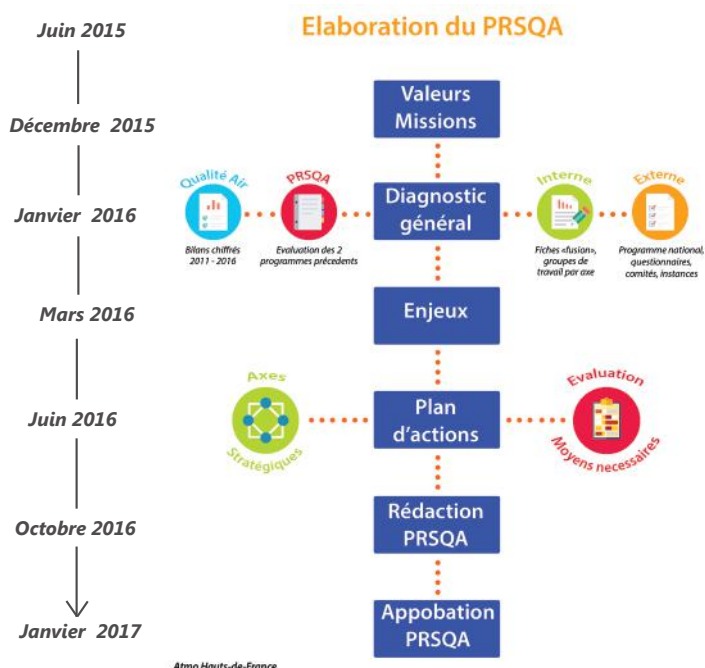 Elaboration du PRSQA
Juin 2015
Décembre 2015
Janvier 2016
Mars 2016
Juin 2016
Octobre 2016
Janvier 2017
Valeurs
Missions
Qualité Air
Bilans chiffrés
2011 - 2016
PRSQA
Evaluation des 2
programmes précedents
Diagnostic
général
Interne
Fiches «fusion»,
groupes de
travail par axe
Externe
Programme national,
questionnaires,
comités, instances
Enjeux
Axes
Stratégiques
Plan
d'actions
Evaluation
Moyens necessaires
Rédaction
PRSQA
Appobation
PRSQA
Atmo Hauts-de-France